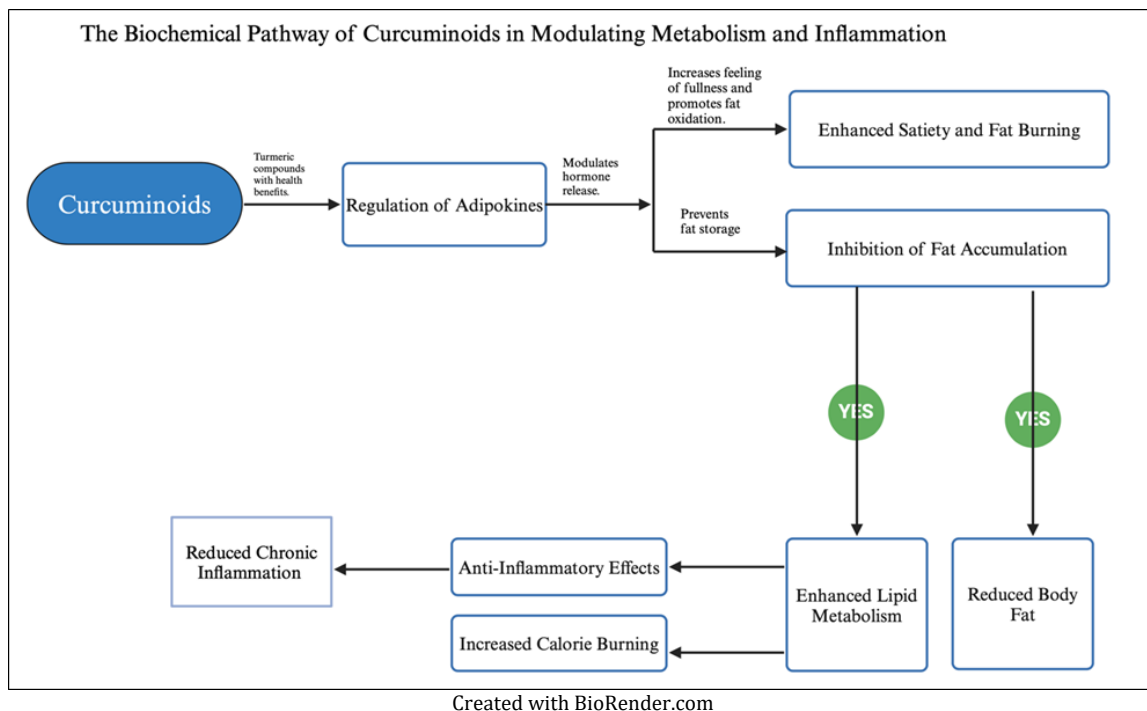 The Biochemical Pathway of Curcuminoids in Modulating Metabolism and Inflammation
Increases feeling
of fullness and
promotes fat
oxidation.
Enhanced Satiety and Fat Burning
Turmeric
compounds
with health
benefits.
Modulates
hormone
release.
Curcuminoids
Regulation of Adipokines
Prevents
fat storage
Inhibition of Fat Accumulation
YES
YES
Reduced Chronic
Inflammation
Anti-Inflammatory Effects
Enhanced Lipid
Metabolism
Reduced Body
Fat
Increased Calorie Burning
Created with BioRender.com